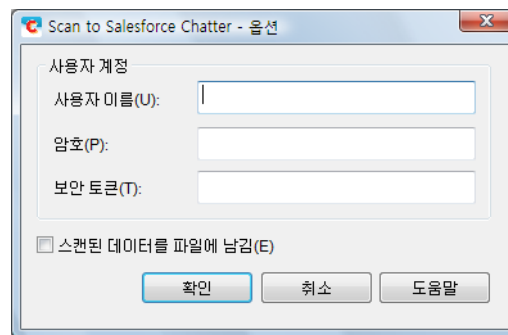 Scan to Salesforce Chatter - 옵션
사용자 계정
사용자 이름(U):
암호(P):
보안 토큰(T):
스캔된 데이터를 파일에 남김(E)
확인 취소 도움말